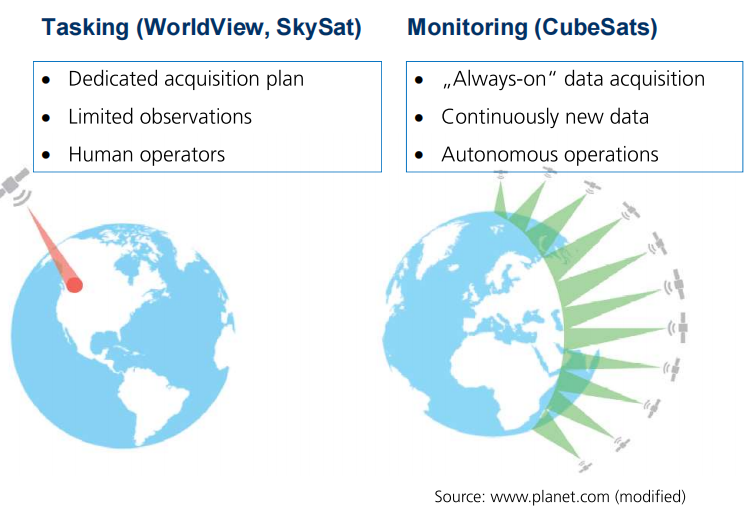 Tasking (WorldView, SkySat)
• Dedicated acquisition plan
• Limited observations
• Human operators
Monitoring (CubeSats)
• „Always-on“ data acquisition
• Continuously new data
• Autonomous operations
Source: www.planet.com (modified)